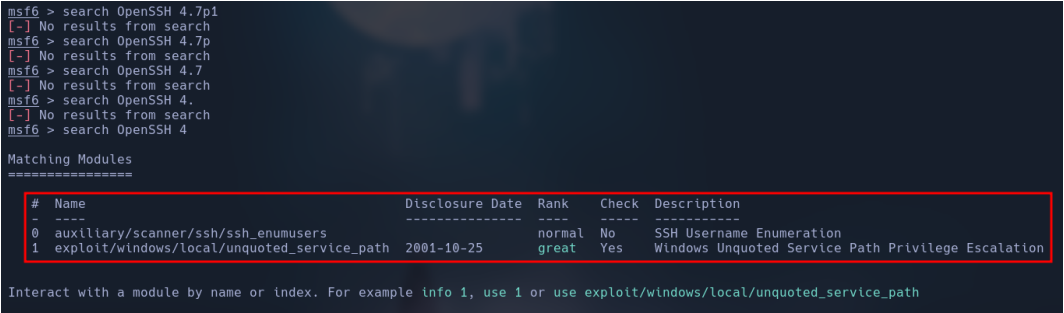 msf6 > search OpenSSH 4.7p1
[-] No results from search
msf6 > search OpenSSH 4.7p
[-] No results from search
msf6 > search OpenSSH 4.7
[-] No results from search
msf6 > search OpenSSH 4.
[-] No results from search
msf6 > search OpenSSH 4
Matching Modules
================
#  Name                                         Disclosure Date  Rank    Check  Description
-  ----                                         ---------------  ----    -----  -----------
0  auxiliary/scanner/ssh/ssh_enumusers                           normal  No     SSH Username Enumeration
1  exploit/windows/local/unquoted_service_path  2001-10-25       great   Yes    Windows Unquoted Service Path Privilege Escalation
Interact with a module by name or index. For example info 1, use 1 or use exploit/windows/local/unquoted_service_path